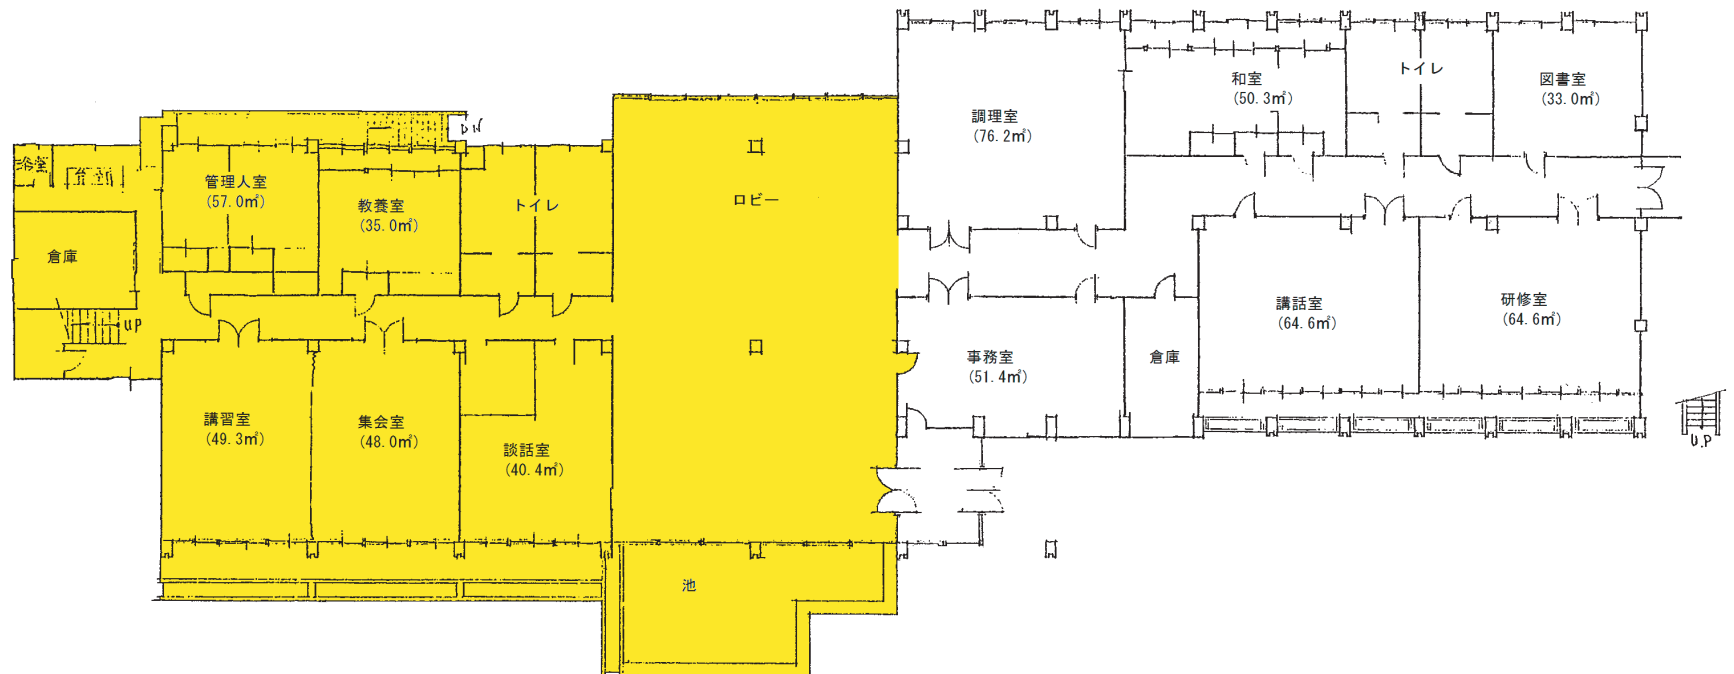 調理室
(76.2㎡)
和室
(50.3㎡)
トイレ
図書室
(33.0㎡)
DN
浴室
管理人室
(57.0㎡)
教養室
(35.0㎡)
トイレ
ロビー
倉庫
UP
事務室
(51.4㎡)
倉庫
講話室
(64.6㎡)
研修室
(64.6㎡)
講習室
(49.3㎡)
集会室
(48.0㎡)
談話室
(40.4㎡)
U.P
池